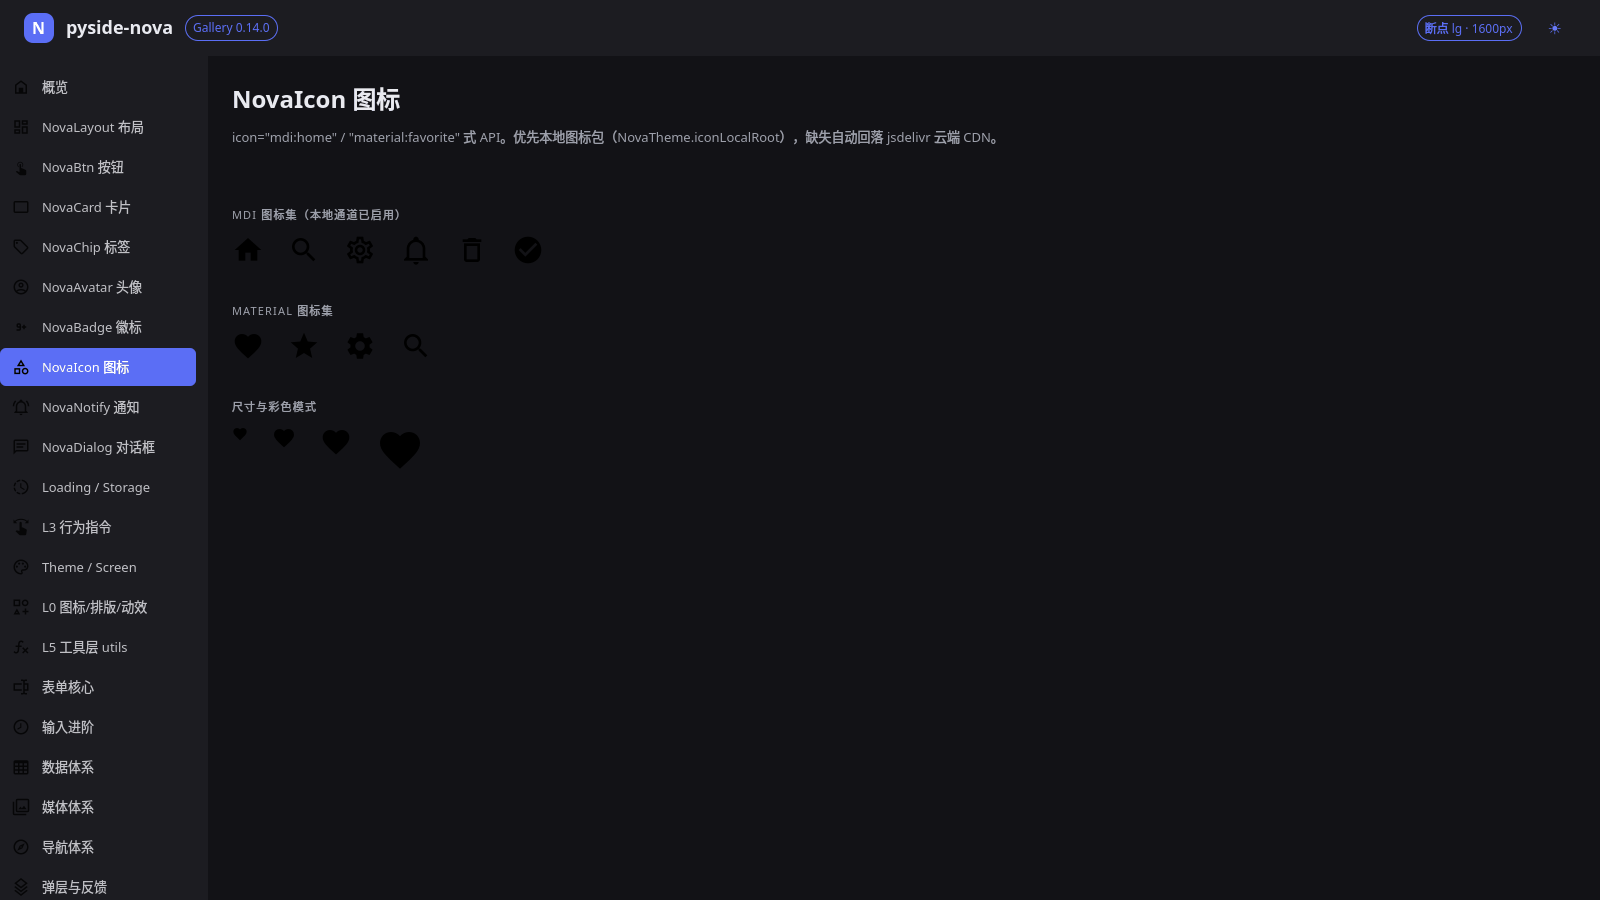 N pyside-nova Gallery 0.14.0 断点 lg · 1600px
概览
NovaLayout 布局
NovaBtn 按钮
NovaCard 卡片
NovaChip 标签
NovaAvatar 头像
9+ NovaBadge 徽标
NovaIcon 图标
NovaNotify 通知
NovaDialog 对话框
Loading / Storage
L3 行为指令
Theme / Screen
L0 图标/排版/动效
L5 工具层 utils
表单核心
输入进阶
数据体系
媒体体系
导航体系
弹层与反馈
NovaIcon 图标
icon="mdi:home" / "material:favorite" 式 API。优先本地图标包（NovaTheme.iconLocalRoot），缺失自动回落 jsdelivr 云端 CDN。
MDI 图标集（本地通道已启用）
MATERIAL 图标集
尺寸与彩色模式